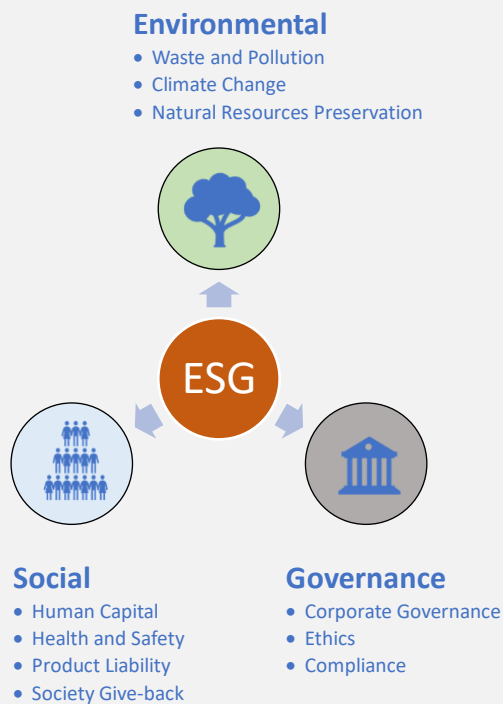 Environmental
• Waste and Pollution
• Climate Change
• Natural Resources Preservation
ESG
Social
• Human Capital
• Health and Safety
• Product Liability
• Society Give-back
Governance
• Corporate Governance
• Ethics
• Compliance